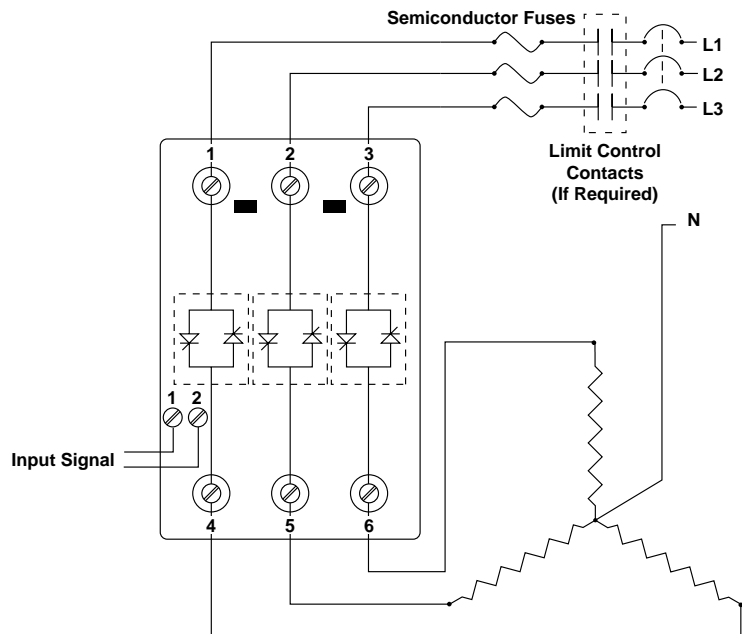 Semiconductor Fuses
L1
L2
L3
1 2 3
Limit Control
Contacts
(If Required)
N
1 2
Input Signal
4 5 6